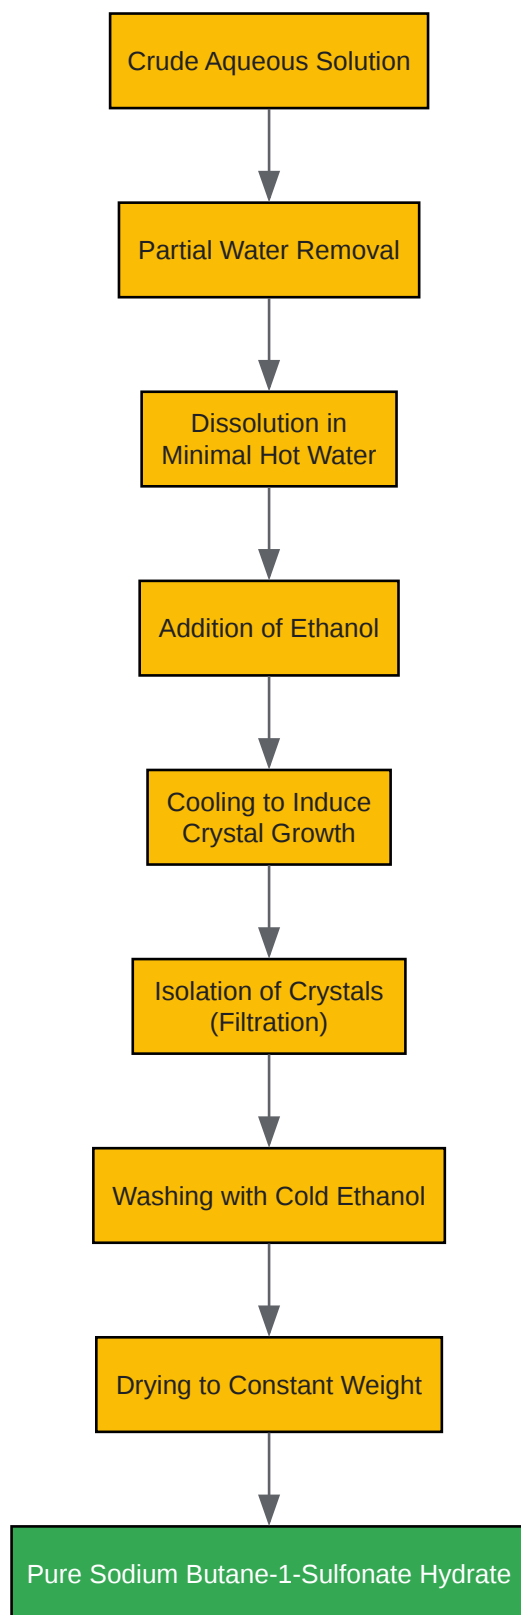 Crude Aqueous Solution
Partial Water Removal
Dissolution in
Minimal Hot Water
Addition of Ethanol
Cooling to Induce
Crystal Growth
Isolation of Crystals
(Filtration)
Washing with Cold Ethanol
Drying to Constant Weight
Pure Sodium Butane-1-Sulfonate Hydrate